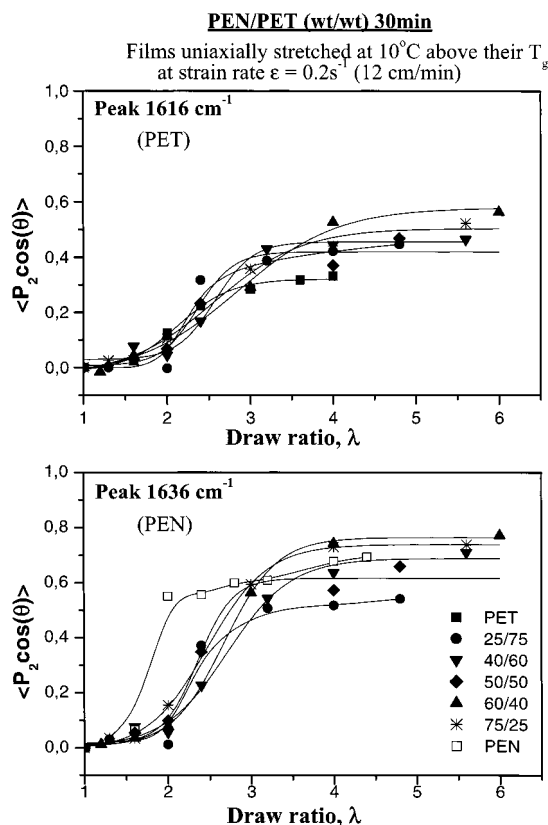 PEN/PET (wt/wt) 30min
Films uniaxially stretched at 10°C above their Tg
at strain rate ε = 0.2s⁻¹ (12 cm/min)
Peak 1616 cm⁻¹
(PET)
<P₂cos(θ)>
1,0
0,8
0,6
0,4
0,2
0,0
1 2 3 4 5 6
Draw ratio, λ
Peak 1636 cm⁻¹
(PEN)
<P₂cos(θ)>
1,0
0,8
0,6
0,4
0,2
0,0
PET
25/75
40/60
50/50
60/40
75/25
PEN
1 2 3 4 5 6
Draw ratio, λ